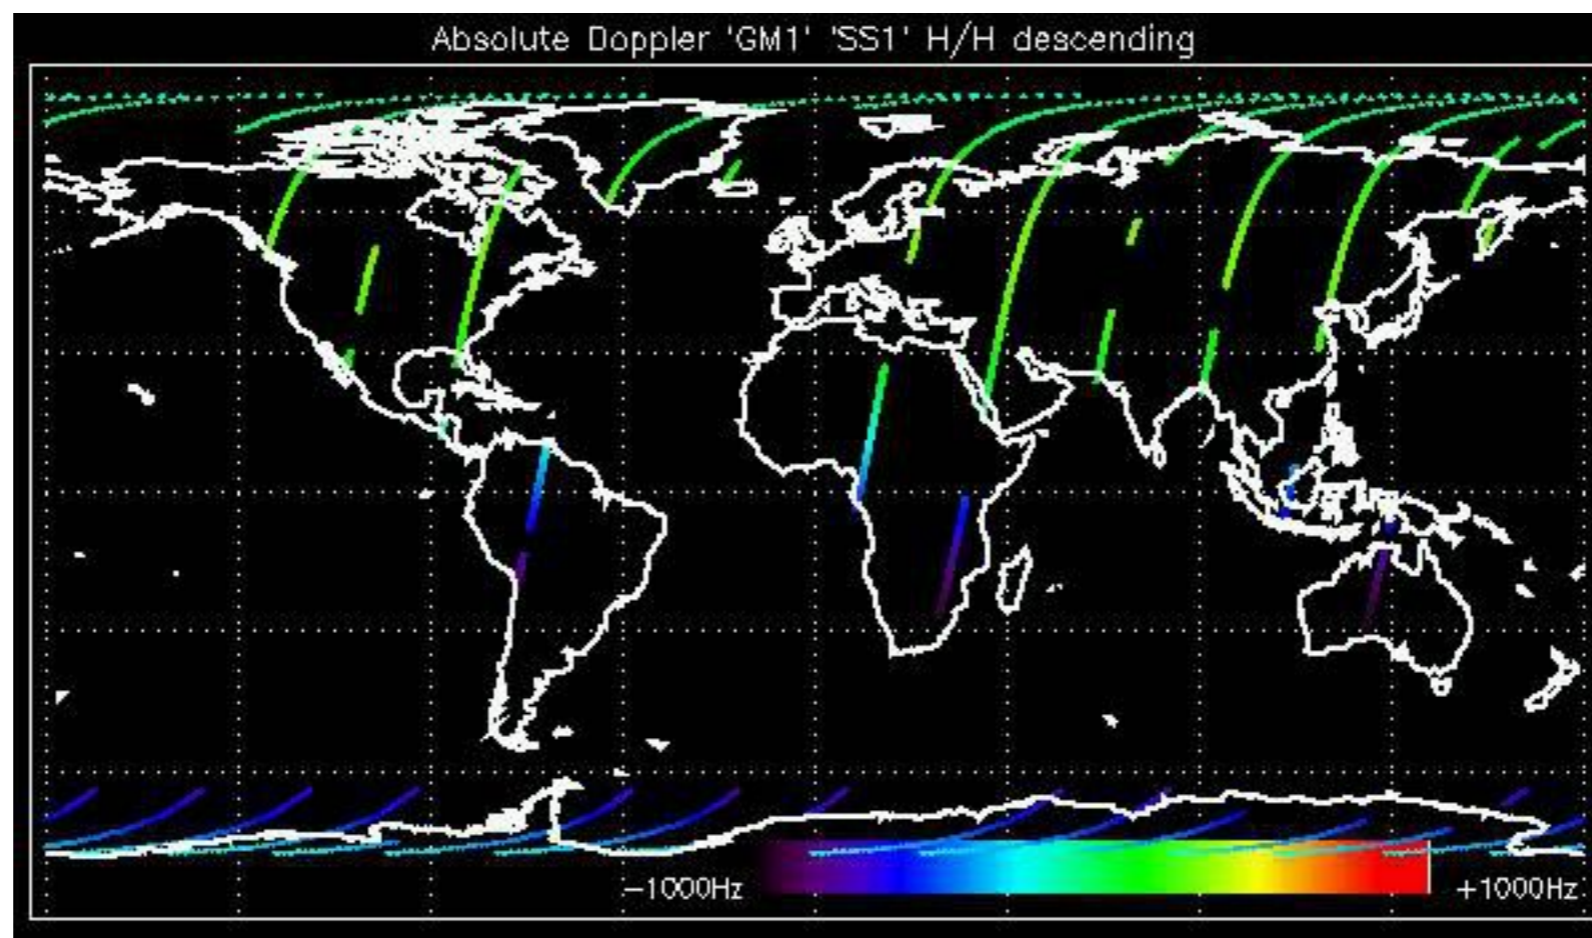 Absolute Doppler 'GM1' 'SS1' H/H descending
−1000Hz
+1000Hz